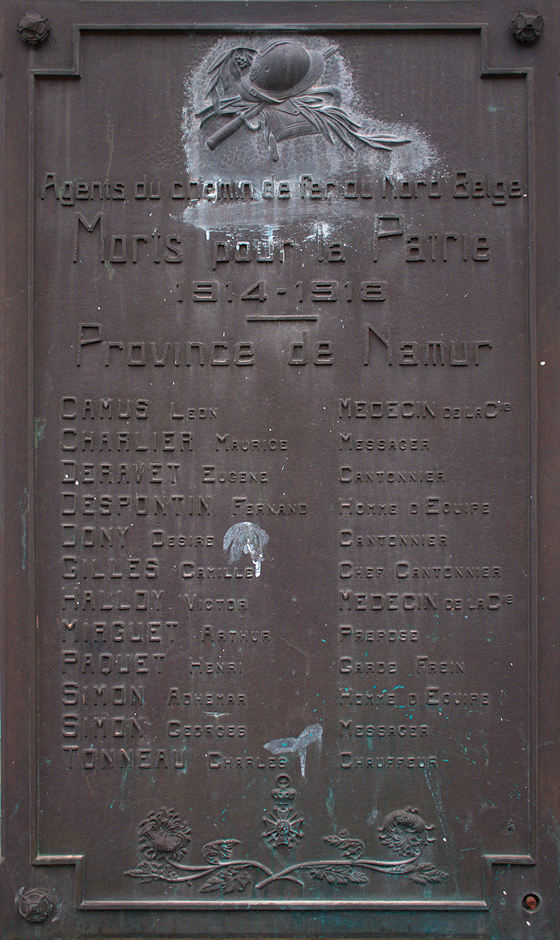 Agents du chemin de fer du Nord Belge
Morts pour la Patrie
1914-1918
Province de Namur
CAMUS LEON MEDECIN DE LA Cie
CHARLIER MAURICE MESSAGER
DERAVET EUGENE CANTONNIER
DESPONTIN FERNAND HOMME D'EQUIPE
DONY DESIRE CANTONNIER
GILLES CAMILLE CHEF CANTONNIER
HALLOY VICTOR MEDECIN DE LA Cie
MIRGUET ARTHUR PREPOSE
PAQUET HENRI GARDE FREIN
SIMON ADHEMAR HOMME D'EQUIPE
SIMON GEORGES MESSAGER
TONNEAU CHARLES CHAUFFEUR